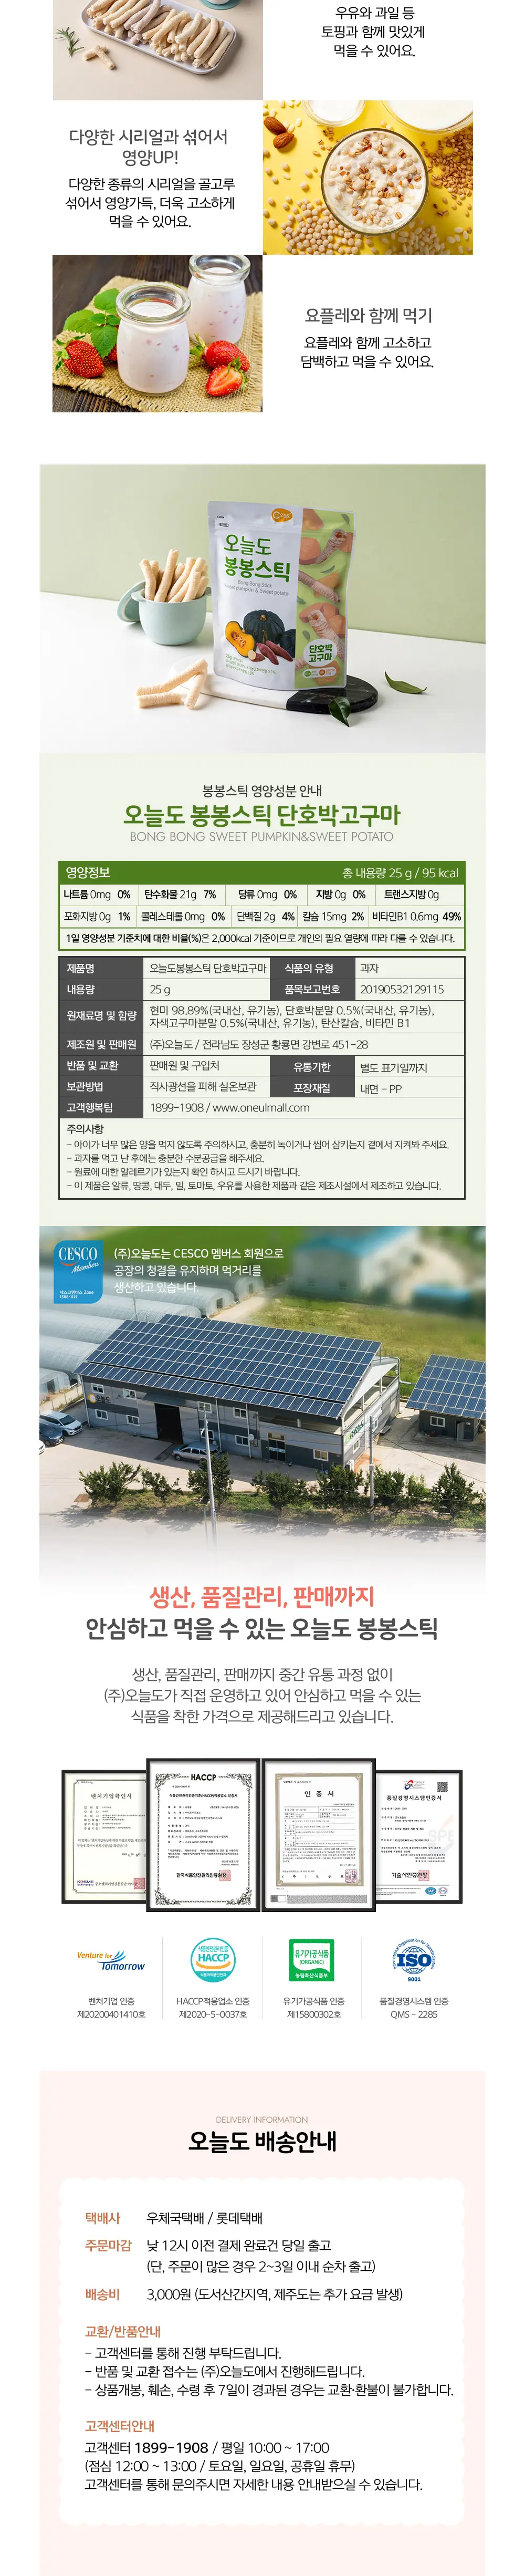 우유와 과일 등
토핑과 함께 맛있게
먹을 수 있어요.
다양한 시리얼과 섞어서
영양UP!
다양한 종류의 시리얼을 골고루
섞어서 영양가득, 더욱 고소하게
먹을 수 있어요.
요플레와 함께 먹기
요플레와 함께 고소하고
담백하고 먹을 수 있어요.
오늘도
봉봉스틱
Bong Bong Stick
Sweet pumpkin & Sweet potato
단호박
고구마
봉봉스틱 영양성분 안내
오늘도 봉봉스틱 단호박고구마
BONG BONG SWEET PUMPKIN&SWEET POTATO
영양정보 총 내용량 25 g / 95 kcal
나트륨 0mg 0% 탄수화물 21g 7% 당류 0mg 0% 지방 0g 0% 트랜스지방 0g
포화지방 0g 1% 콜레스테롤 0mg 0% 단백질 2g 4% 칼슘 15mg 2% 비타민B1 0.6mg 49%
1일 영양성분 기준치에 대한 비율(%)은 2,000kcal 기준이므로 개인의 필요 열량에 따라 다를 수 있습니다.
제품명 오늘도봉봉스틱 단호박고구마 식품의 유형 과자
내용량 25 g 품목보고번호 20190532129115
원재료명 및 함량 현미 98.89%(국내산, 유기농), 단호박분말 0.5%(국내산, 유기농),
자색고구마분말 0.5%(국내산, 유기농), 탄산칼슘, 비타민 B1
제조원 및 판매원 (주)오늘도 / 전라남도 장성군 황룡면 강변로 451-28
반품 및 교환 판매원 및 구입처 유통기한 별도 표기일까지
보관방법 직사광선을 피해 실온보관 포장재질 내면 - PP
고객행복팀 1899-1908 / www.oneulmall.com
주의사항
- 아이가 너무 많은 양을 먹지 않도록 주의하시고, 충분히 녹이거나 씹어 삼키는지 곁에서 지켜봐 주세요.
- 과자를 먹고 난 후에는 충분한 수분공급을 해주세요.
- 원료에 대한 알레르기가 있는지 확인 하시고 드시기 바랍니다.
- 이 제품은 알류, 땅콩, 대두, 밀, 토마토, 우유를 사용한 제품과 같은 제조시설에서 제조하고 있습니다.
CESCO
Members
세스코멤버스 Zone
(주)오늘도는 CESCO 멤버스 회원으로
공장의 청결을 유지하며 먹거리를
생산하고 있습니다.
생산, 품질관리, 판매까지
안심하고 먹을 수 있는 오늘도 봉봉스틱
생산, 품질관리, 판매까지 중간 유통 과정 없이
(주)오늘도가 직접 운영하고 있어 안심하고 먹을 수 있는
식품을 착한 가격으로 제공해드리고 있습니다.
벤처기업확인서
HACCP
한국식품안전관리인증원장
인 증 서
품질경영시스템인증서
기술사인증원장
Venture for Tomorrow
식품안전관리인증
HACCP
유기가공식품
(ORGANIC)
농림축산식품부
ISO
9001
벤처기업 인증 HACCP적용업소 인증 유기가공식품 인증 품질경영시스템 인증
제20200401410호 제2020-5-0037호 제15800302호 QMS - 2285
DELIVERY INFORMATION
오늘도 배송안내
택배사 우체국택배 / 롯데택배
주문마감 낮 12시 이전 결제 완료건 당일 출고
(단, 주문이 많은 경우 2~3일 이내 순차 출고)
배송비 3,000원 (도서산간지역, 제주도는 추가 요금 발생)
교환/반품안내
- 고객센터를 통해 진행 부탁드립니다.
- 반품 및 교환 접수는 (주)오늘도에서 진행해드립니다.
- 상품개봉, 훼손, 수령 후 7일이 경과된 경우는 교환·환불이 불가합니다.
고객센터안내
고객센터 1899-1908 / 평일 10:00 ~ 17:00
(점심 12:00 ~ 13:00 / 토요일, 일요일, 공휴일 휴무)
고객센터를 통해 문의주시면 자세한 내용 안내받으실 수 있습니다.